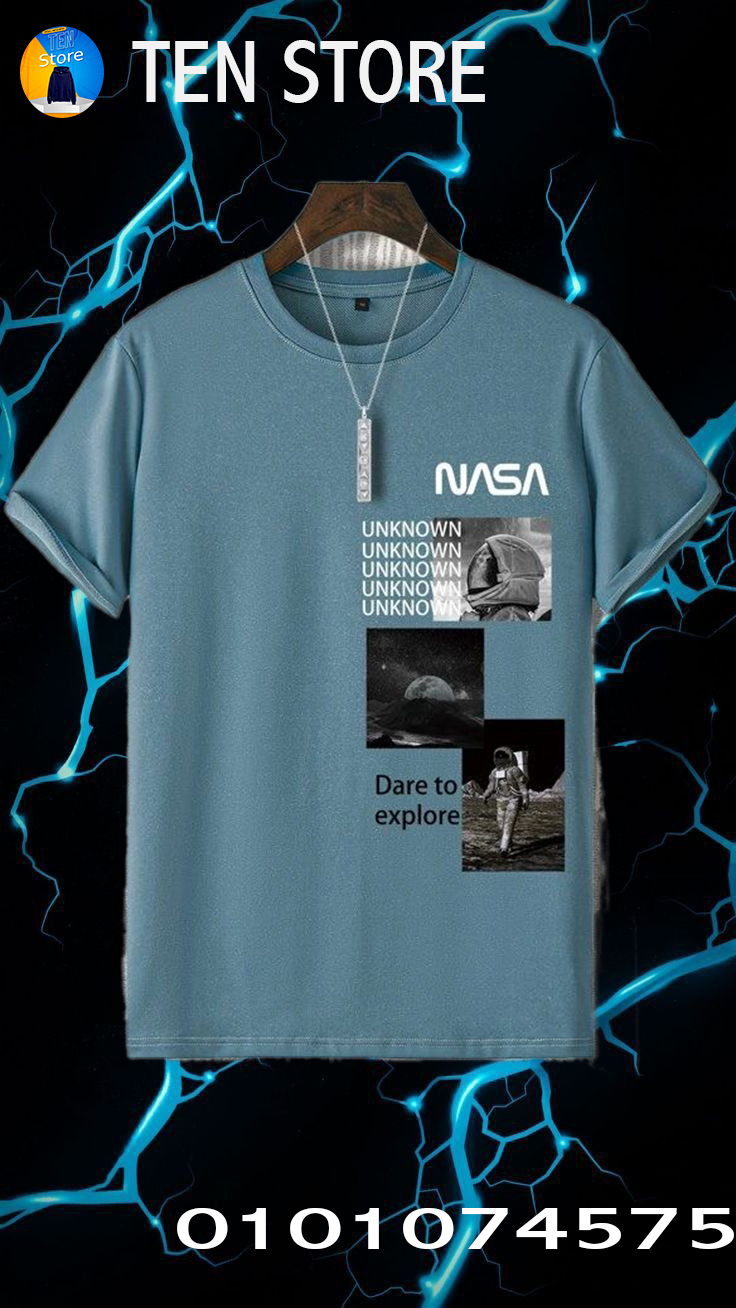 TEN
Store
TEN STORE
NASA
UNKNOWN
UNKNOWN
UNKNOWN
UNKNOWN
UNKNOWN
Dare to
explore
0101074575